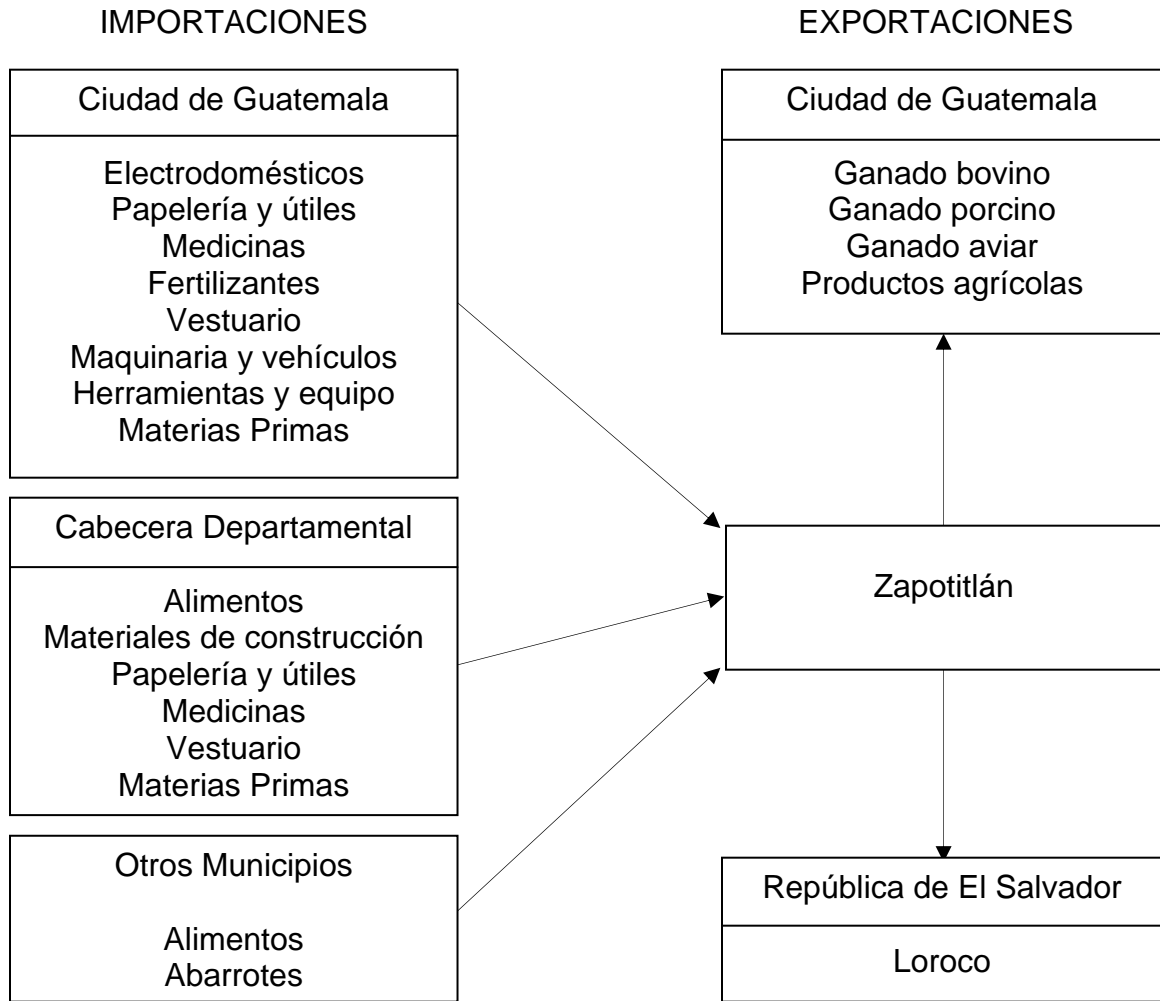 IMPORTACIONES
Ciudad de Guatemala
Electrodomésticos
Papelería y útiles
Medicinas
Fertilizantes
Vestuario
Maquinaria y vehículos
Herramientas y equipo
Materias Primas
Cabecera Departamental
Alimentos
Materiales de construcción
Papelería y útiles
Medicinas
Vestuario
Materias Primas
Otros Municipios
Alimentos
Abarrotes
EXPORTACIONES
Ciudad de Guatemala
Ganado bovino
Ganado porcino
Ganado aviar
Productos agrícolas
Zapotitlán
República de El Salvador
Loroco